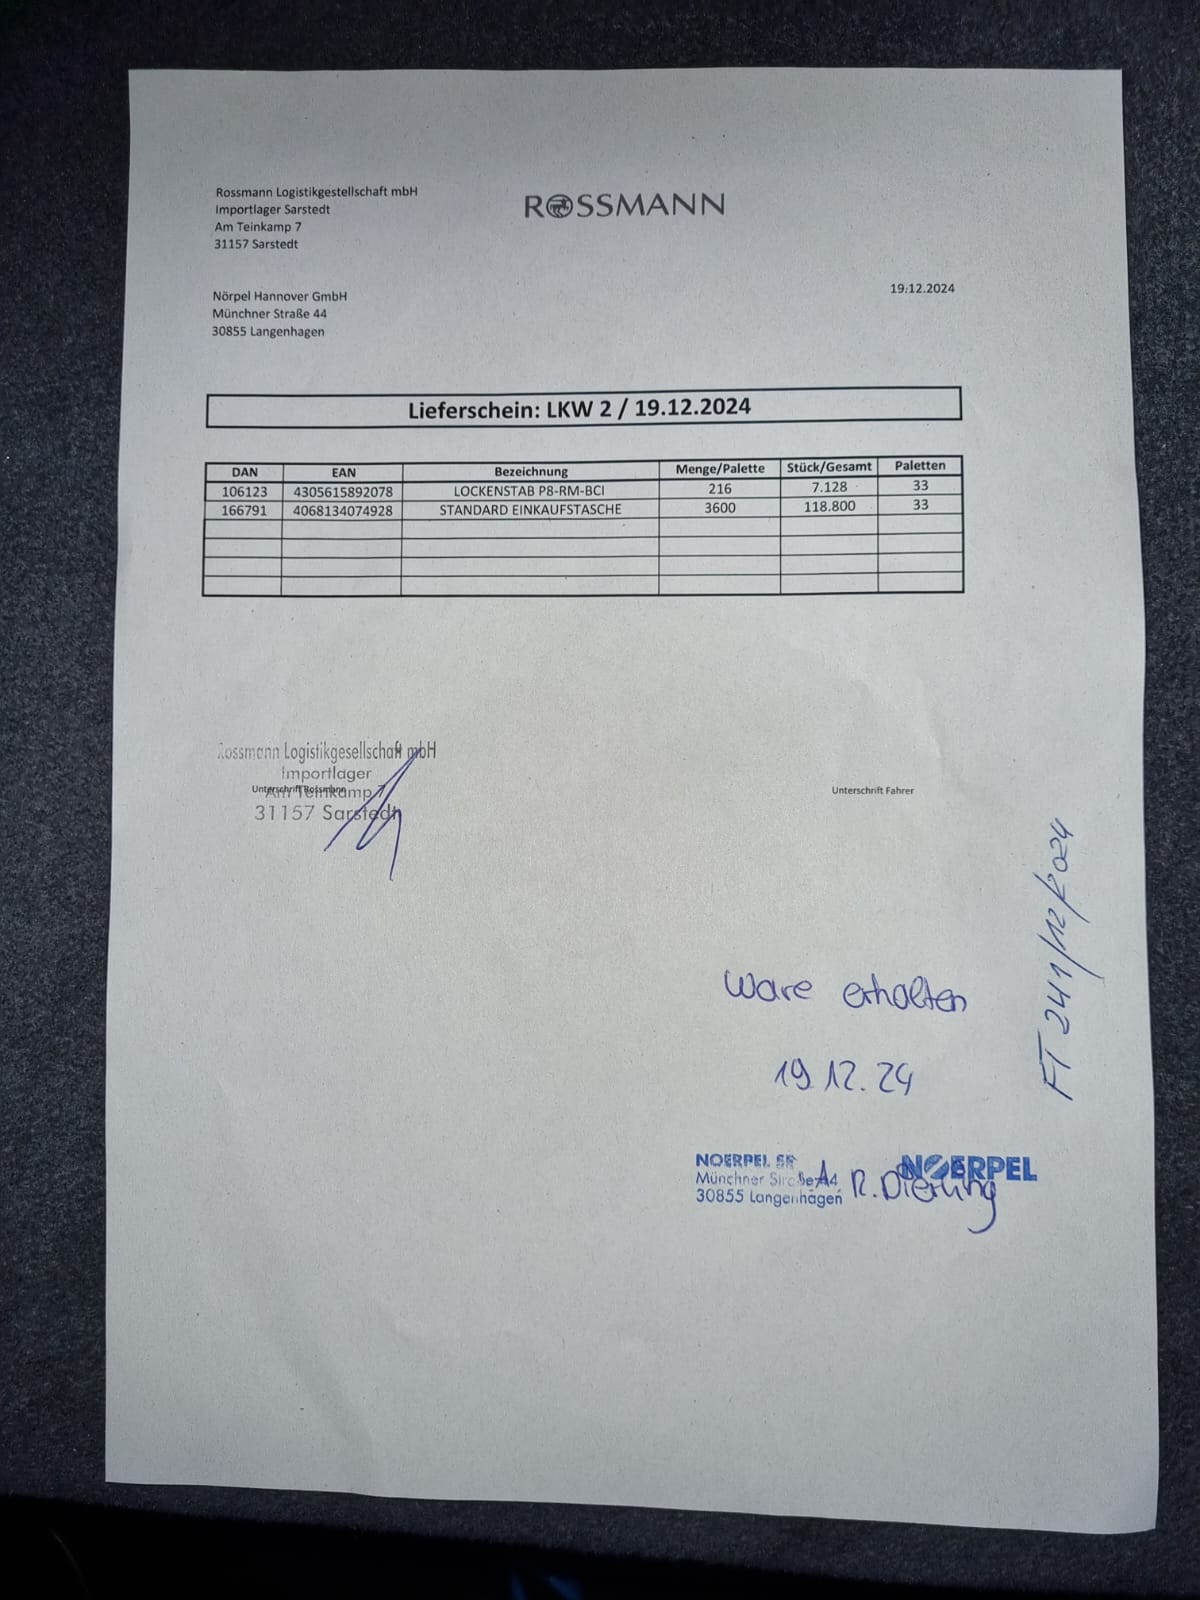 Rossmann Logistikgestellschaft mbH
Importlager Sarstedt
Am Teinkamp 7
31157 Sarstedt
ROSSMANN
Nörpel Hannover GmbH
Münchner Straße 44
30855 Langenhagen
19.12.2024
Lieferschein: LKW 2 / 19.12.2024
DAN EAN Bezeichnung Menge/Palette Stück/Gesamt Paletten
106123 4305615892078 LOCKENSTAB P8-RM-BCI 216 7.128 33
166791 4068134074928 STANDARD EINKAUFSTASCHE 3600 118.800 33
Rossmann Logistikgesellschaft mbH
Importlager
Am Teinkamp 7
31157 Sarstedt
Unterschrift Rossmann
Unterschrift Fahrer
FT 241/12/2024
Ware erhalten
19.12.24
NOERPEL SE
Münchner Straße 44
30855 Langenhagen
NOERPEL
R. Dierling